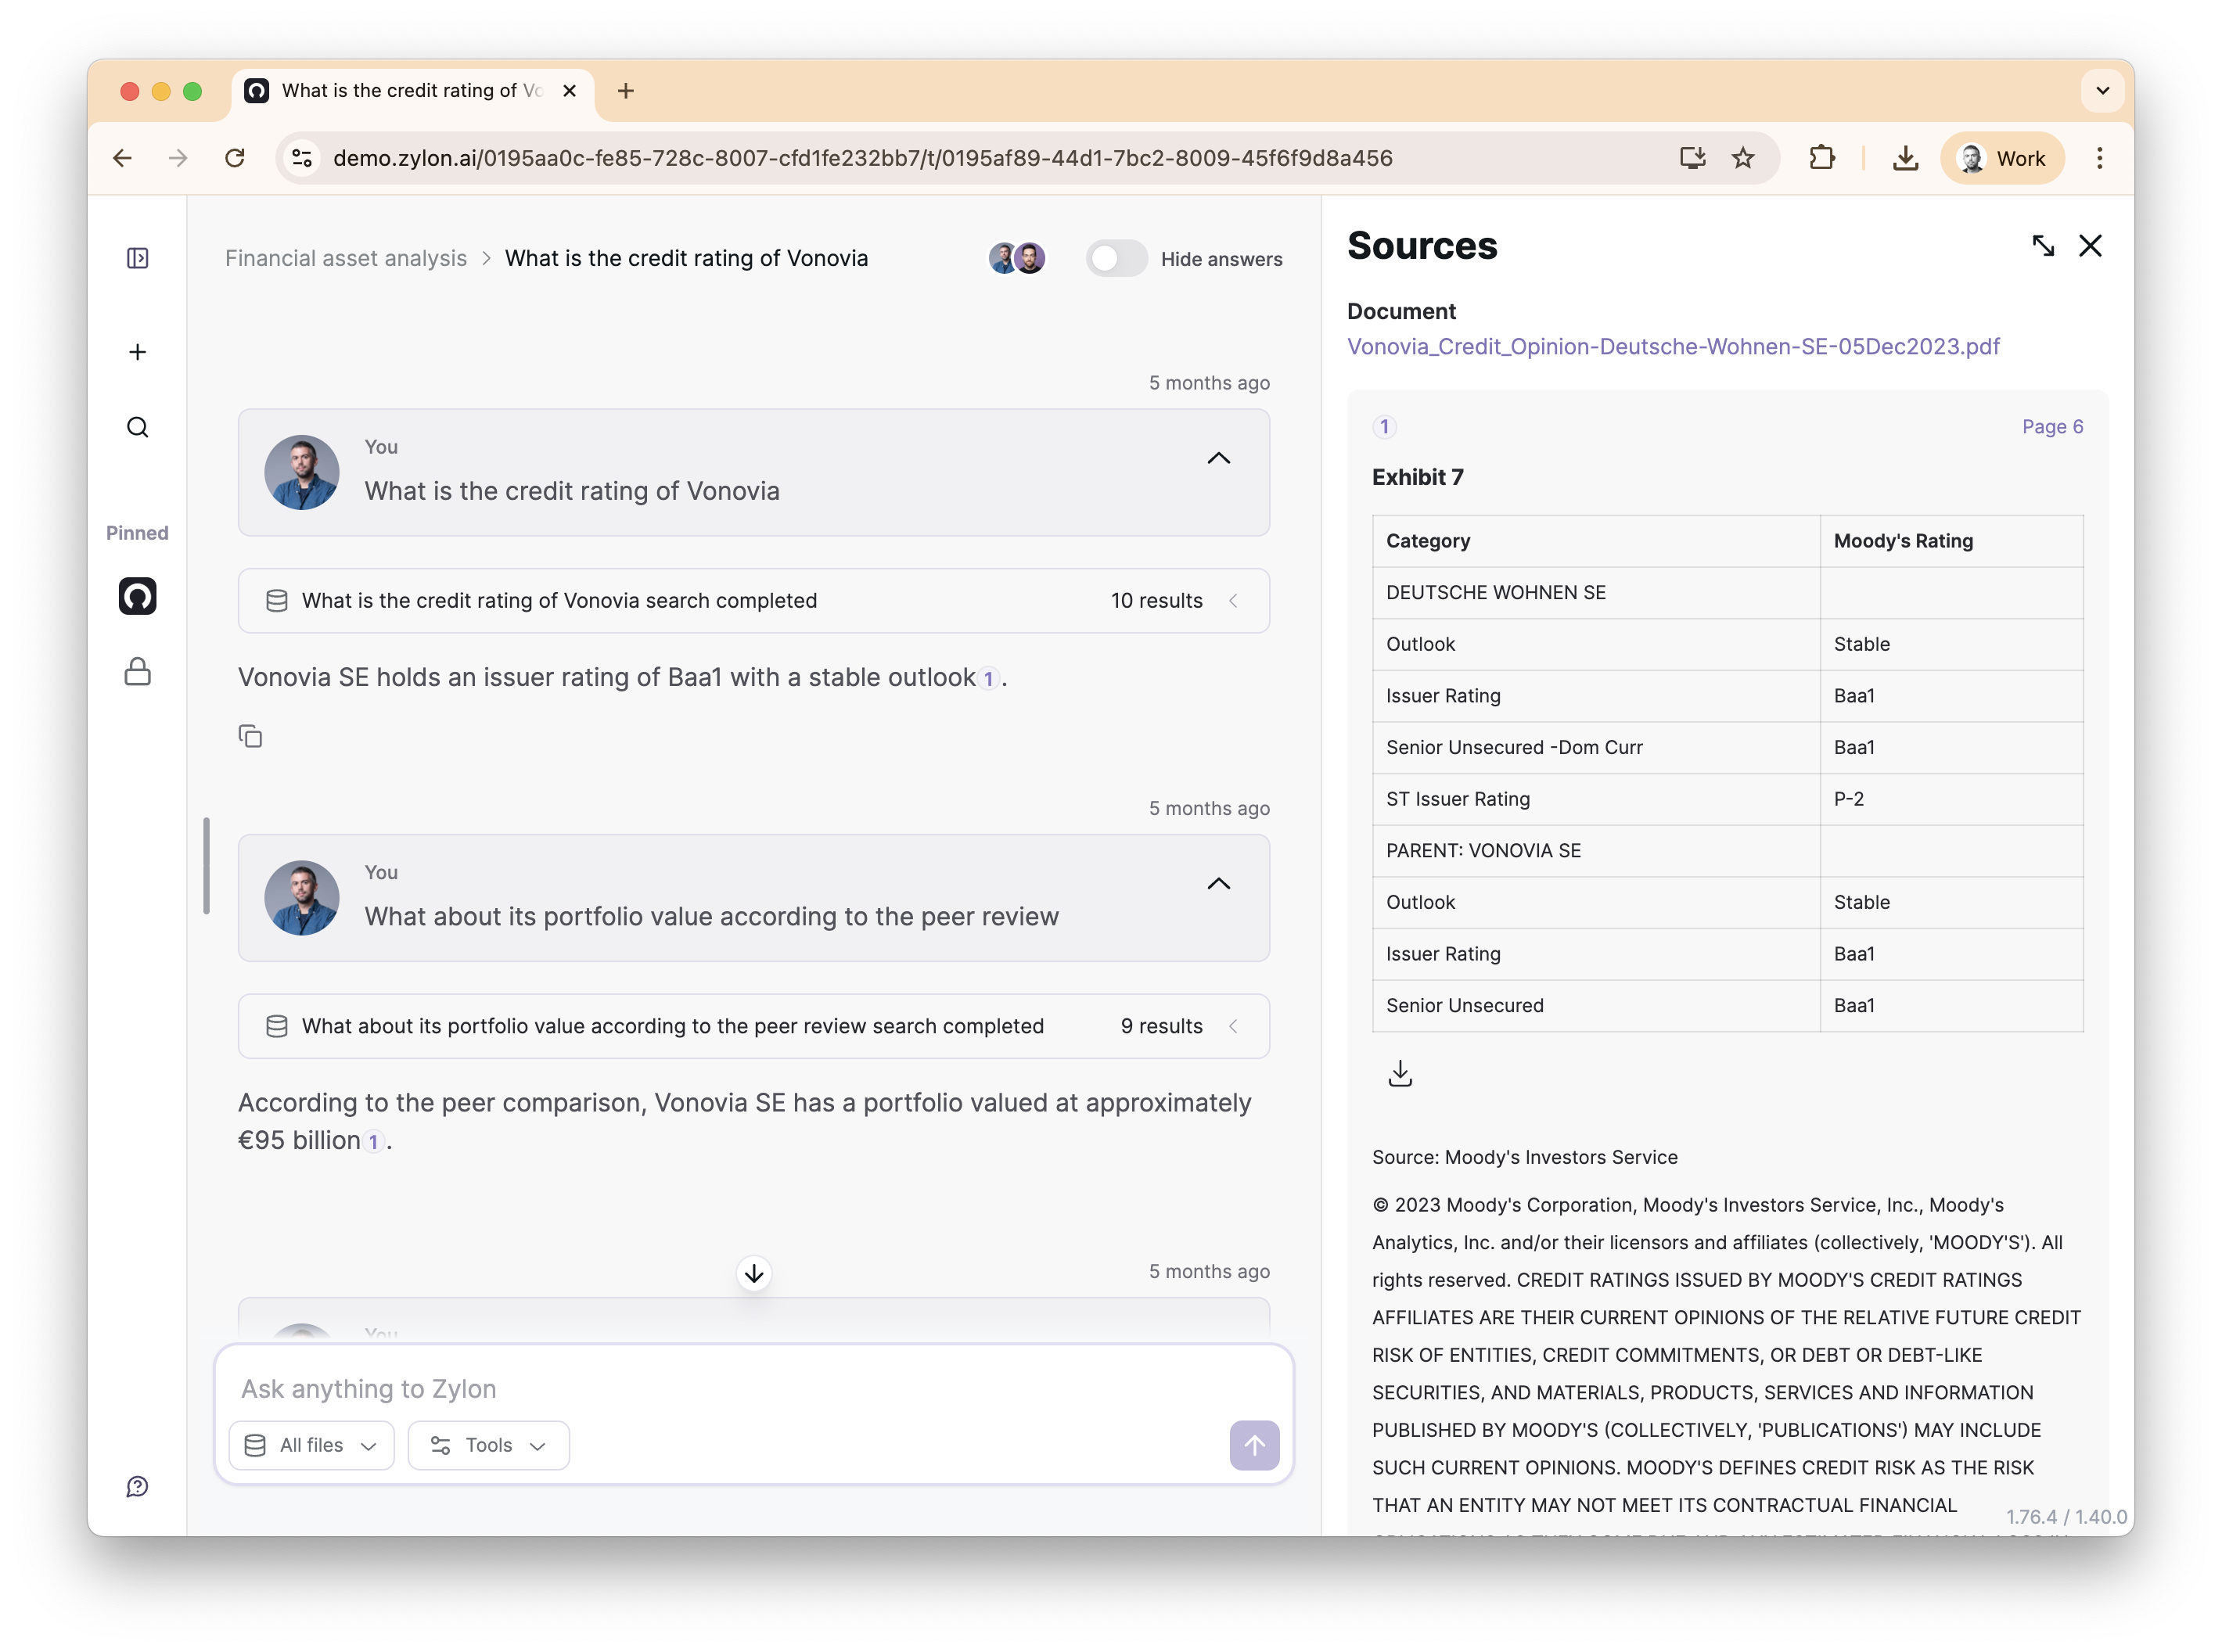 What is the credit rating of Vo
demo.zylon.ai/0195aa0c-fe85-728c-8007-cfd1fe232bb7/t/0195af89-44d1-7bc2-8009-45f6f9d8a456
Work
Financial asset analysis > What is the credit rating of Vonovia
Hide answers
Pinned
5 months ago
You
What is the credit rating of Vonovia
What is the credit rating of Vonovia search completed 10 results
Vonovia SE holds an issuer rating of Baa1 with a stable outlook 1.
5 months ago
You
What about its portfolio value according to the peer review
What about its portfolio value according to the peer review search completed 9 results
According to the peer comparison, Vonovia SE has a portfolio valued at approximately
€95 billion 1.
5 months ago
You
Ask anything to Zylon
All files Tools
Sources
Document
Vonovia_Credit_Opinion-Deutsche-Wohnen-SE-05Dec2023.pdf
1 Page 6
Exhibit 7
Category Moody's Rating
DEUTSCHE WOHNEN SE
Outlook Stable
Issuer Rating Baa1
Senior Unsecured -Dom Curr Baa1
ST Issuer Rating P-2
PARENT: VONOVIA SE
Outlook Stable
Issuer Rating Baa1
Senior Unsecured Baa1
Source: Moody's Investors Service
© 2023 Moody's Corporation, Moody's Investors Service, Inc., Moody's
Analytics, Inc. and/or their licensors and affiliates (collectively, 'MOODY'S'). All
rights reserved. CREDIT RATINGS ISSUED BY MOODY'S CREDIT RATINGS
AFFILIATES ARE THEIR CURRENT OPINIONS OF THE RELATIVE FUTURE CREDIT
RISK OF ENTITIES, CREDIT COMMITMENTS, OR DEBT OR DEBT-LIKE
SECURITIES, AND MATERIALS, PRODUCTS, SERVICES AND INFORMATION
PUBLISHED BY MOODY'S (COLLECTIVELY, 'PUBLICATIONS') MAY INCLUDE
SUCH CURRENT OPINIONS. MOODY'S DEFINES CREDIT RISK AS THE RISK
THAT AN ENTITY MAY NOT MEET ITS CONTRACTUAL FINANCIAL
1.76.4 / 1.40.0